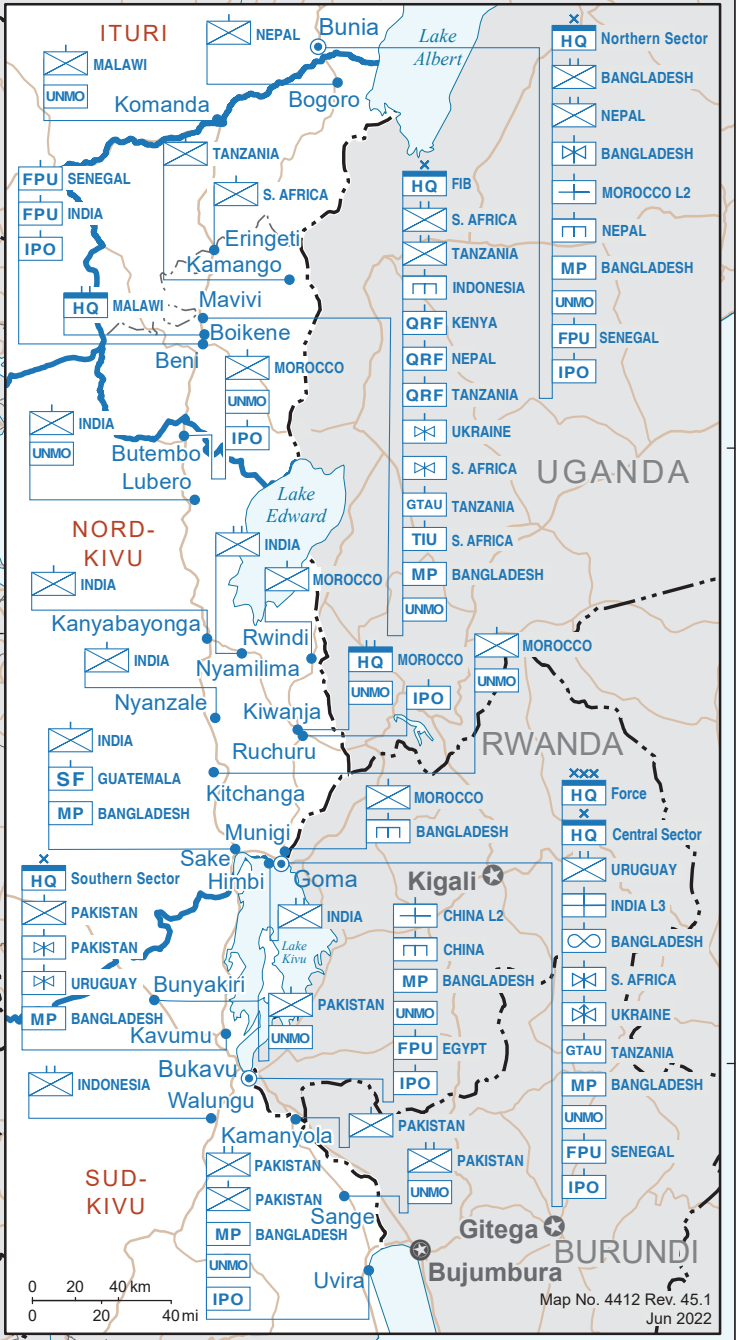 ITURI
NEPAL
Bunia
Lake
Albert
HQ Northern Sector
MALAWI
UNMO
Komanda
Bogoro
BANGLADESH
NEPAL
BANGLADESH
MOROCCO L2
NEPAL
MP BANGLADESH
UNMO
FPU SENEGAL
IPO
TANZANIA
FPU SENEGAL
FPU INDIA
IPO
S. AFRICA
Eringeti
Kamango
HQ MALAWI
Mavivi
Boikene
Beni
HQ FIB
S. AFRICA
TANZANIA
INDONESIA
QRF KENYA
QRF NEPAL
QRF TANZANIA
UKRAINE
S. AFRICA
GTAU TANZANIA
TIU S. AFRICA
MP BANGLADESH
UNMO
MOROCCO
UNMO
IPO
INDIA
UNMO
Butembo
Lubero
UGANDA
Lake
Edward
NORD-
KIVU
INDIA
MOROCCO
INDIA
Kanyabayonga
Rwindi
Nyamilima
INDIA
Nyanzale
HQ MOROCCO
UNMO
IPO
MOROCCO
UNMO
Kiwanja
Ruchuru
INDIA
SF GUATEMALA
MP BANGLADESH
Kitchanga
RWANDA
MOROCCO
BANGLADESH
Munigi
Sake
Himbi
Goma
Kigali
HQ Force
HQ Central Sector
URUGUAY
INDIA L3
BANGLADESH
S. AFRICA
UKRAINE
GTAU TANZANIA
MP BANGLADESH
UNMO
FPU SENEGAL
IPO
HQ Southern Sector
PAKISTAN
PAKISTAN
URUGUAY
MP BANGLADESH
INDIA
Lake
Kivu
CHINA L2
CHINA
MP BANGLADESH
UNMO
FPU EGYPT
IPO
Bunyakiri
PAKISTAN
UNMO
Kavumu
Bukavu
INDONESIA
Walungu
Kamanyola
PAKISTAN
SUD-
KIVU
PAKISTAN
PAKISTAN
MP BANGLADESH
UNMO
IPO
PAKISTAN
UNMO
Sange
Uvira
Gitega
BURUNDI
Bujumbura
0 20 40 km
0 20 40 mi
Map No. 4412 Rev. 45.1
Jun 2022